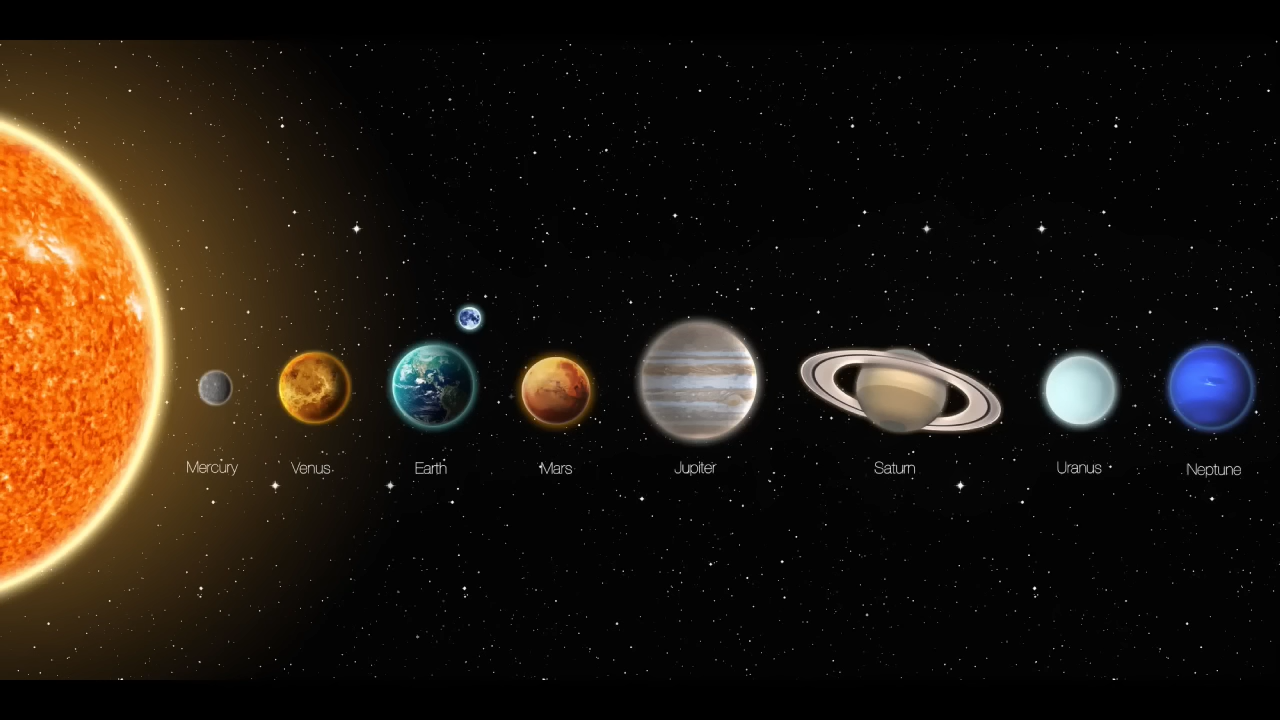 Mercury
Venus
Earth
Mars
Jupiter
Saturn
Uranus
Neptune